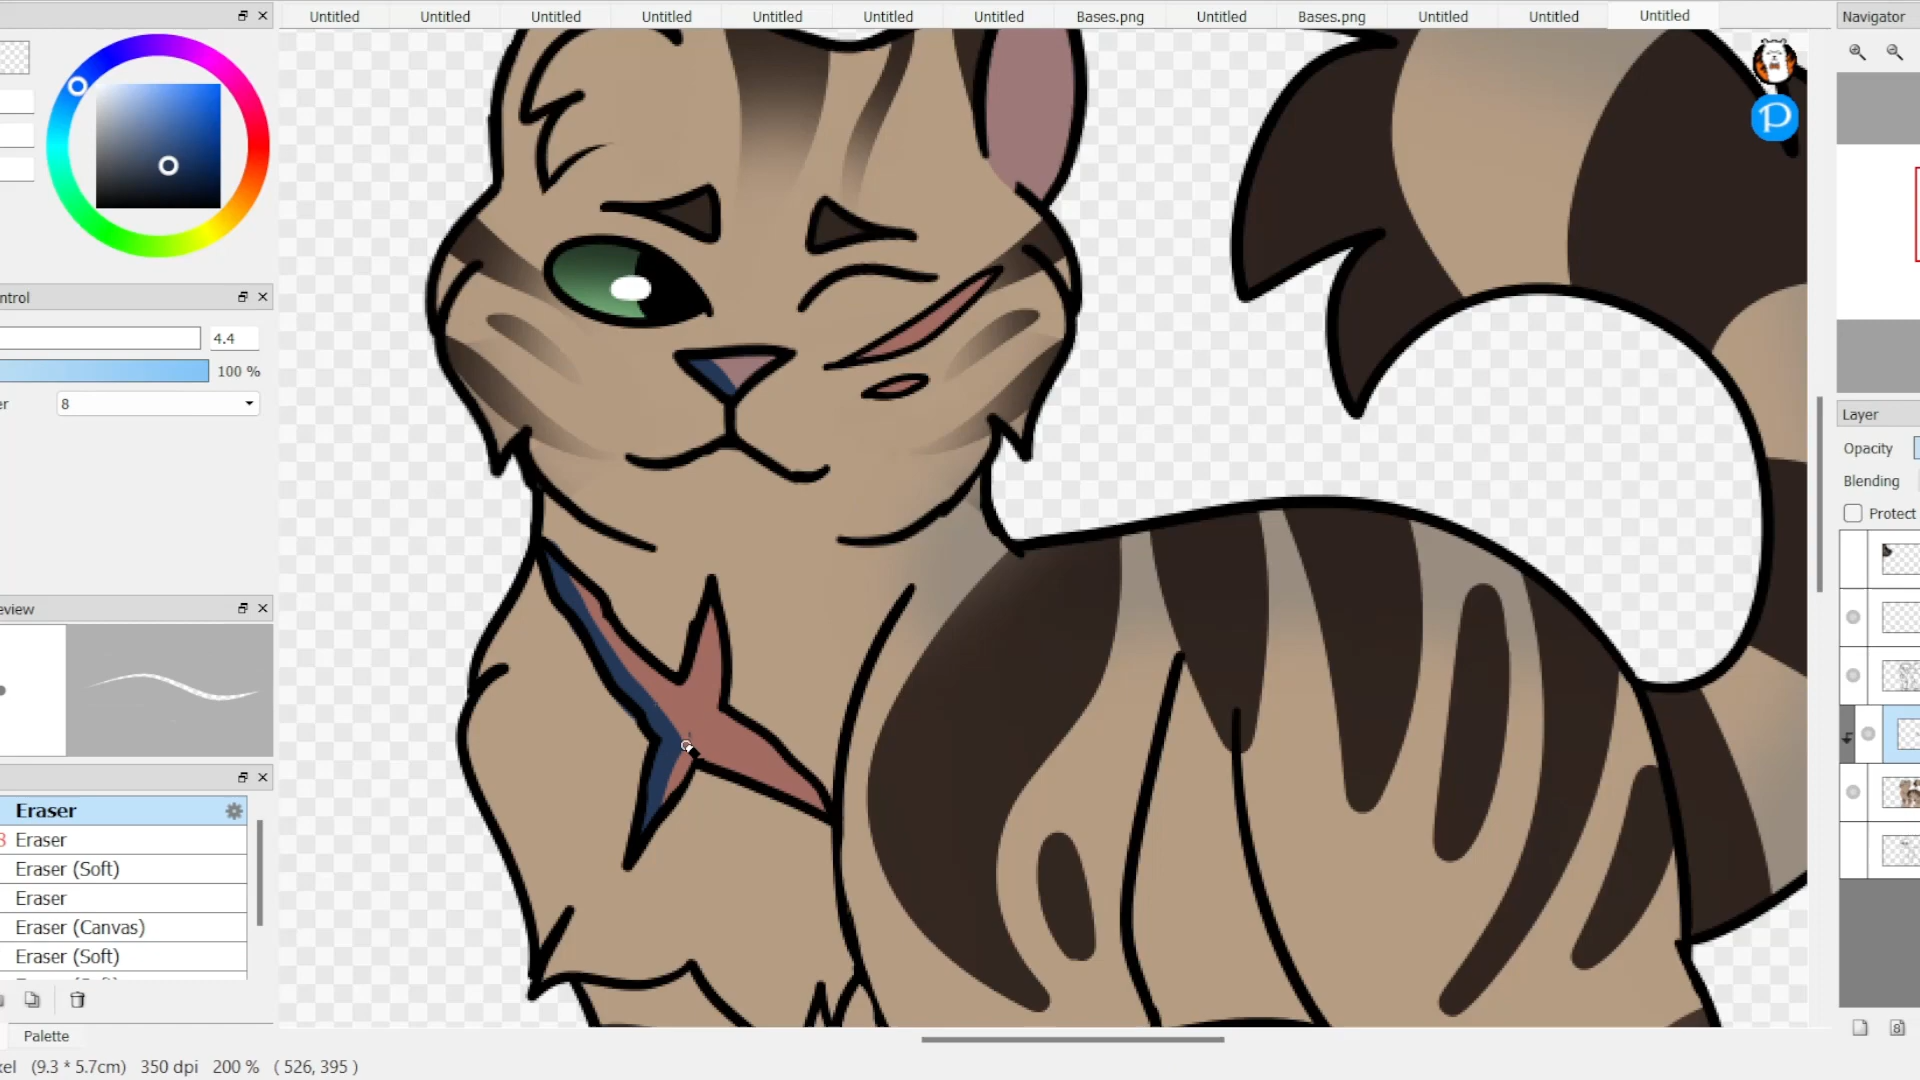 Untitled
Untitled
Untitled
Untitled
Untitled
Untitled
Untitled
Bases.png
Untitled
Bases.png
Untitled
Untitled
Untitled
Navigator
ntrol
4.4
100 %
er
8
eview
Eraser
Eraser
Eraser (Soft)
Eraser
Eraser (Canvas)
Eraser (Soft)
Palette
xel (9.3 * 5.7cm) 350 dpi 200 % ( 526, 395 )
P
Layer
Opacity
Blending
Protect
8